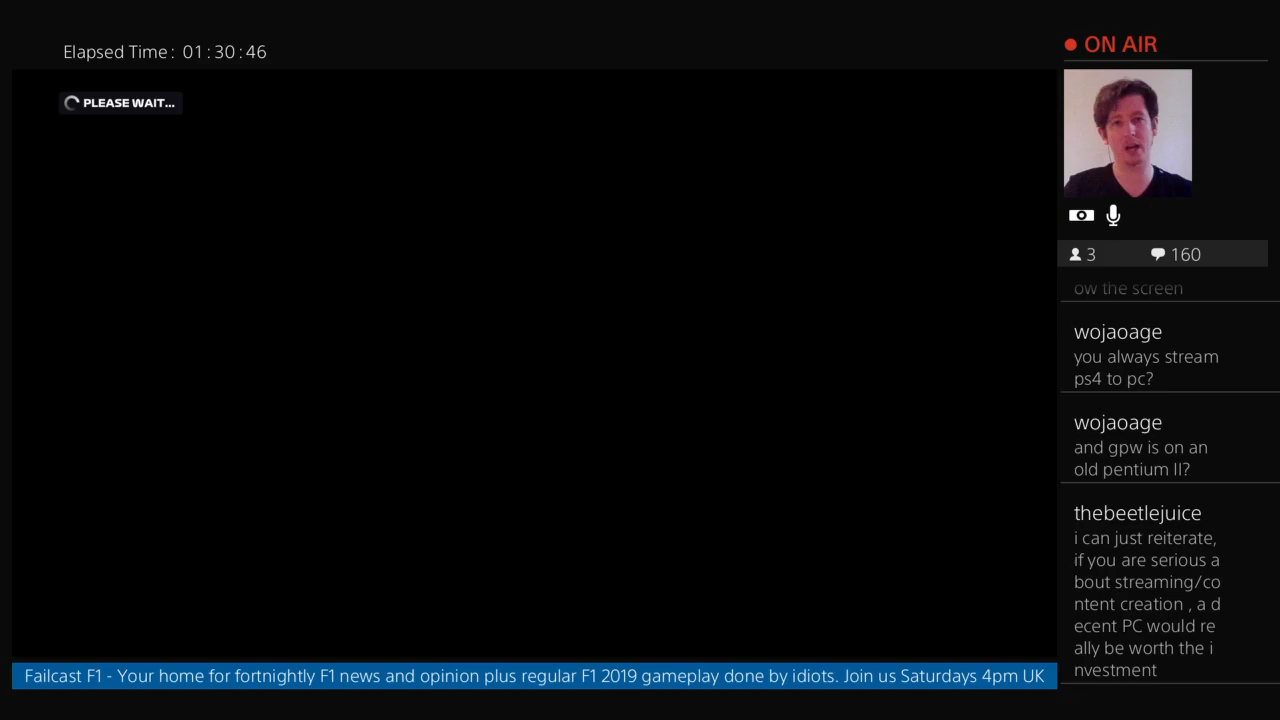 Elapsed Time: 01:30:46
ON AIR
PLEASE WAIT...
3 160
ow the screen
wojaoage
you always stream
ps4 to pc?
wojaoage
and gpw is on an
old pentium II?
thebeetlejuice
i can just reiterate,
if you are serious a
bout streaming/co
ntent creation , a d
ecent PC would re
ally be worth the i
nvestment
Failcast F1 - Your home for fortnightly F1 news and opinion plus regular F1 2019 gameplay done by idiots. Join us Saturdays 4pm UK